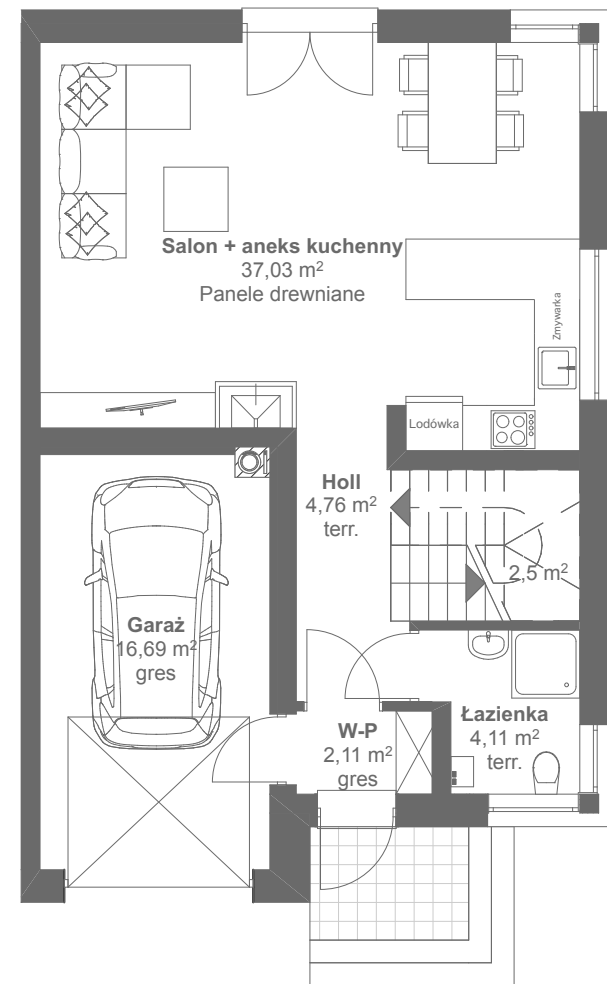 Salon + aneks kuchenny
37,03 m²
Panele drewniane
Zmywarka
Lodówka
Holl
4,76 m²
terr.
2,5 m²
Garaż
16,69 m²
gres
W-P
2,11 m²
gres
Łazienka
4,11 m²
terr.